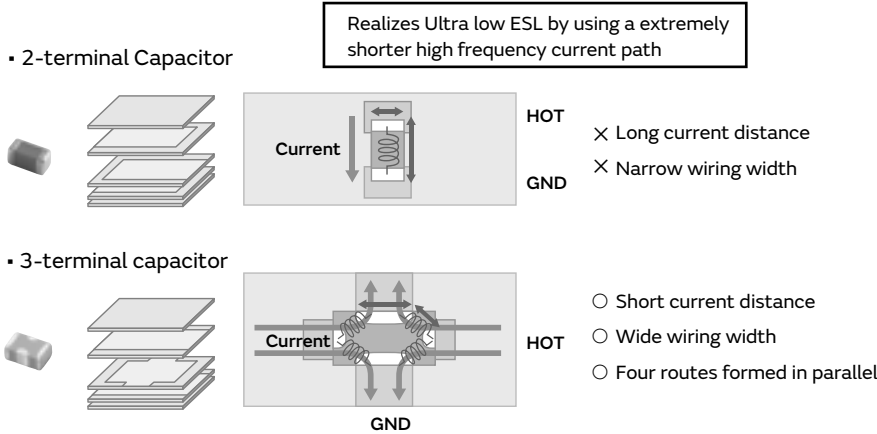 Realizes Ultra low ESL by using a extremely
shorter high frequency current path
▪ 2-terminal Capacitor
Current
HOT
GND
× Long current distance
× Narrow wiring width
▪ 3-terminal capacitor
Current
HOT
GND
○ Short current distance
○ Wide wiring width
○ Four routes formed in parallel